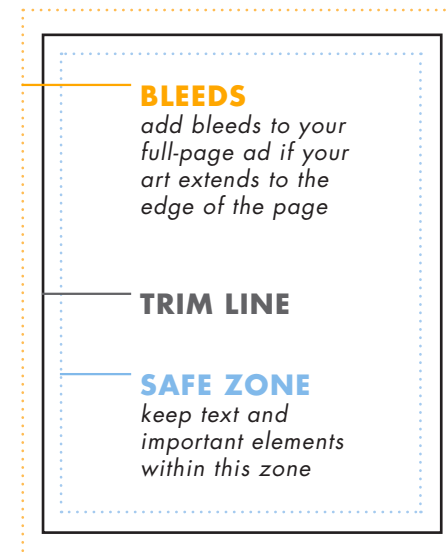 BLEEDS
add bleeds to your
full-page ad if your
art extends to the
edge of the page
TRIM LINE
SAFE ZONE
keep text and
important elements
within this zone